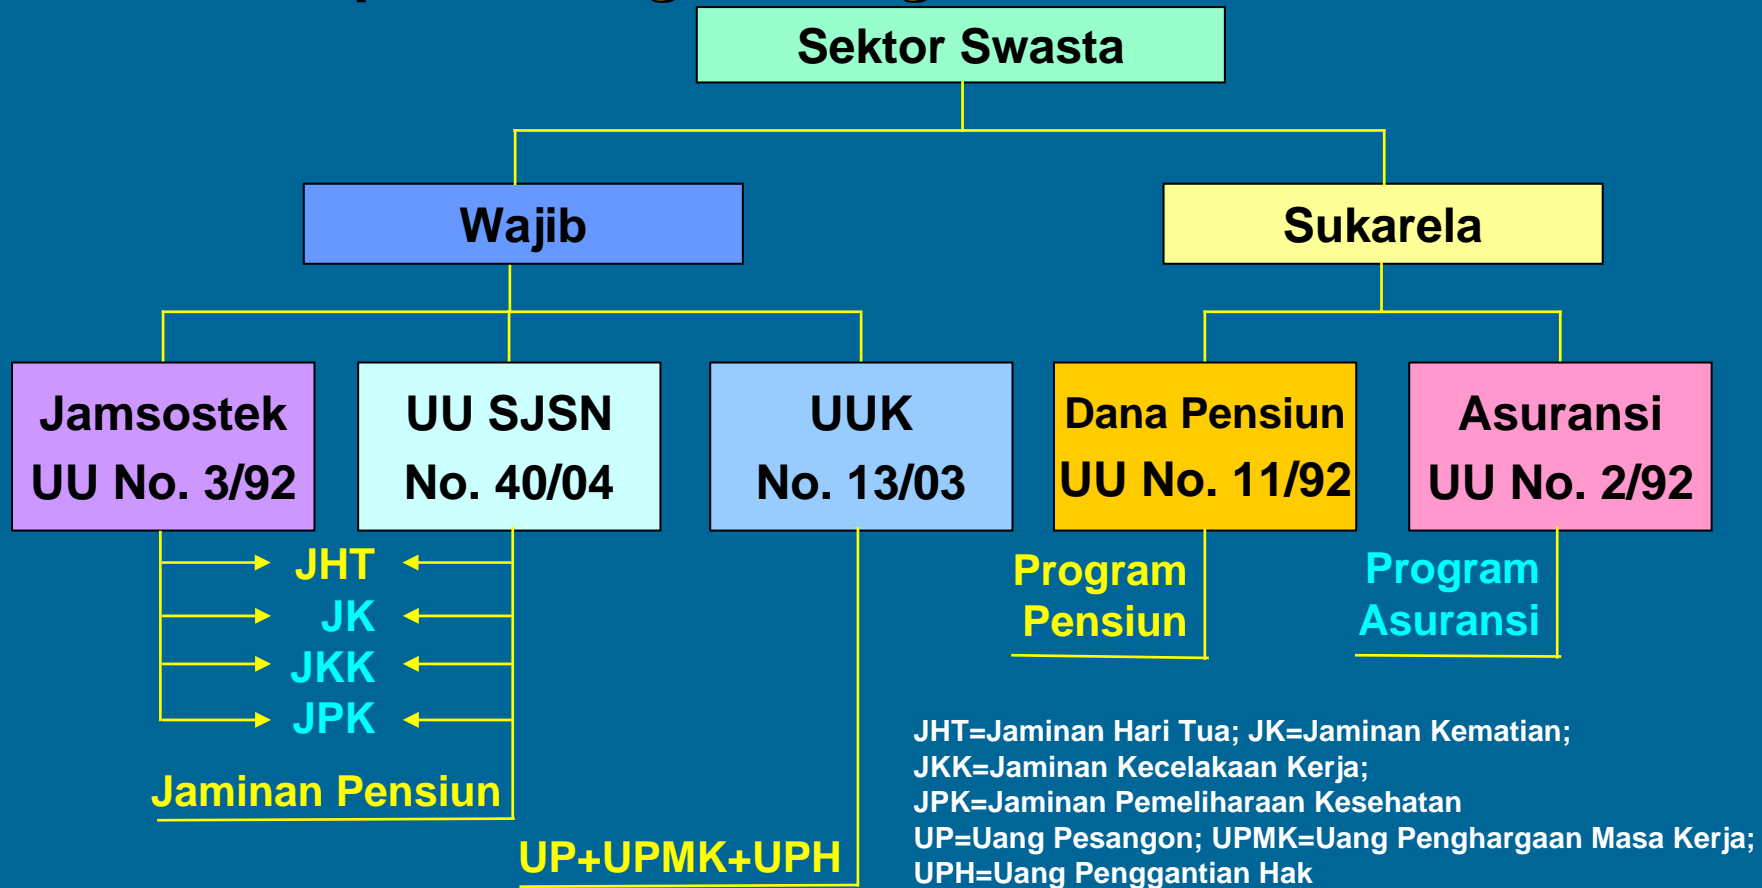 Sektor Swasta
Wajib
Sukarela
Jamsostek
UU No. 3/92
UU SJSN
No. 40/04
UUK
No. 13/03
Dana Pensiun
UU No. 11/92
Asuransi
UU No. 2/92
JHT
JK
JKK
JPK
Jaminan Pensiun
UP+UPMK+UPH
Program
Pensiun
Program
Asuransi
JHT=Jaminan Hari Tua; JK=Jaminan Kematian;
JKK=Jaminan Kecelakaan Kerja;
JPK=Jaminan Pemeliharaan Kesehatan
UP=Uang Pesangon; UPMK=Uang Penghargaan Masa Kerja;
UPH=Uang Penggantian Hak